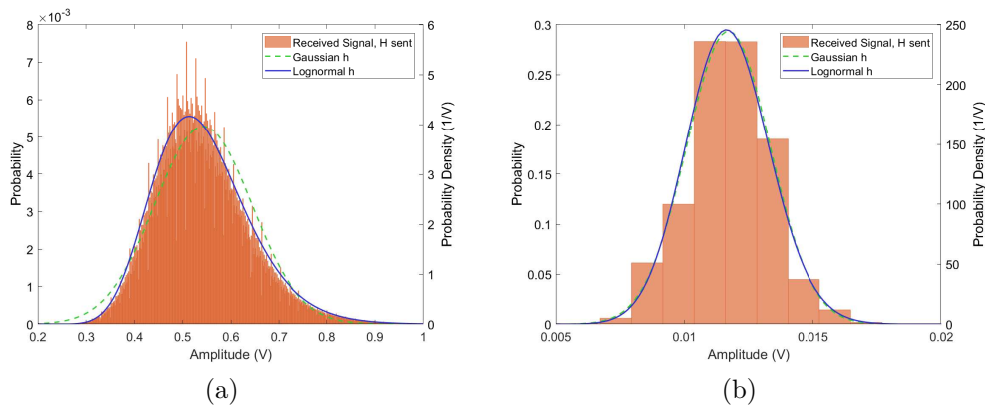 ×10⁻³
8
7
6
5
4
3
2
1
0
Probability
6
5
4
3
2
1
0
Probability Density (1/V)
Received Signal, H sent
Gaussian h
Lognormal h
0.2 0.3 0.4 0.5 0.6 0.7 0.8 0.9 1
Amplitude (V)
(a)
0.3
0.25
0.2
0.15
0.1
0.05
0
Probability
250
200
150
100
50
0
Probability Density (1/V)
Received Signal, H sent
Gaussian h
Lognormal h
0.005 0.01 0.015 0.02
Amplitude (V)
(b)